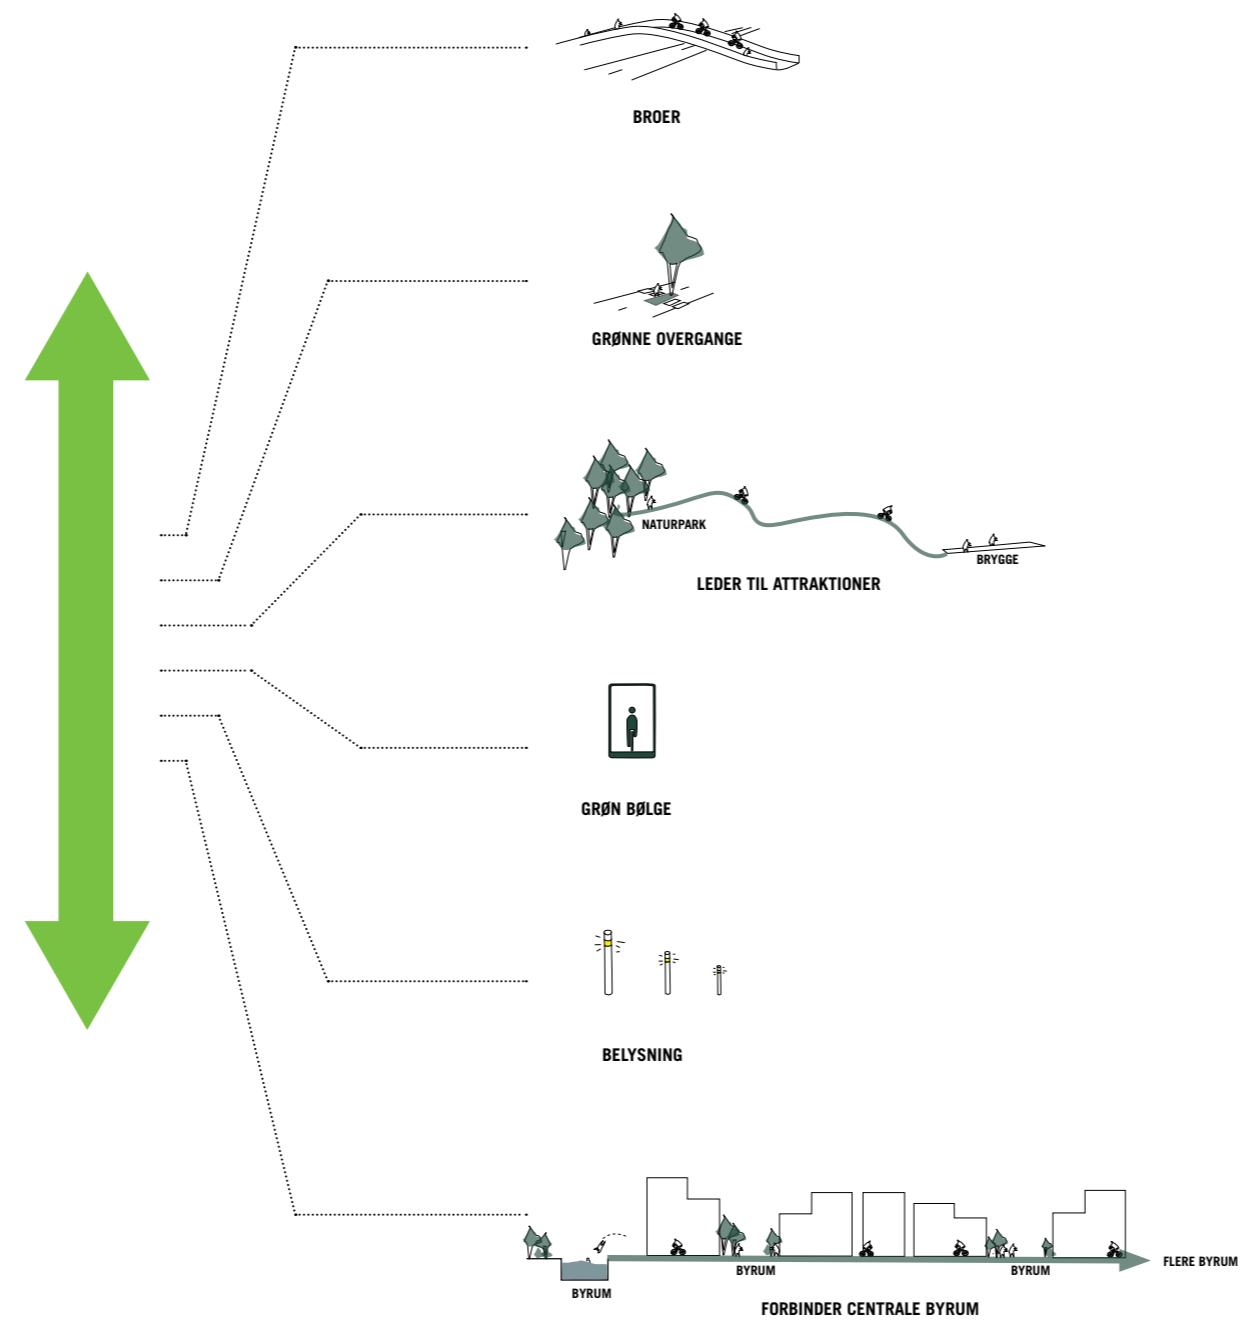 BROER
GRØNNE OVERGANGE
NATURPARK
BRYGGE
LEDER TIL ATTRAKTIONER
GRØN BØLGE
BELYSNING
FLERE BYRUM
BYRUM
BYRUM
BYRUM
FORBINDER CENTRALE BYRUM